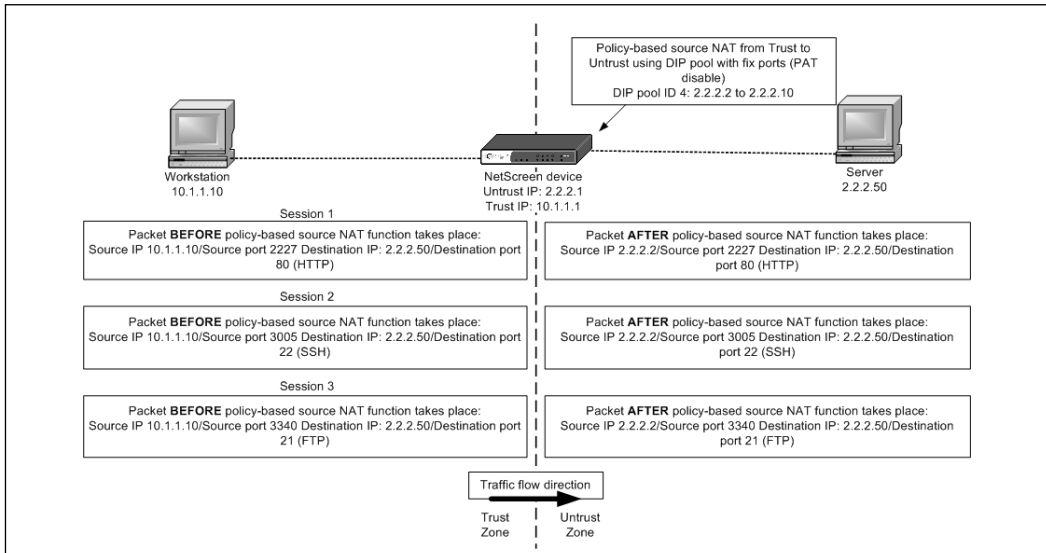 Policy-based source NAT from Trust to
Untrust using DIP pool with fix ports (PAT
disable)
DIP pool ID 4: 2.2.2.2 to 2.2.2.10
Workstation
10.1.1.10
NetScreen device
Untrust IP: 2.2.2.1
Trust IP: 10.1.1.1
Server
2.2.2.50
Session 1
Packet BEFORE policy-based source NAT function takes place:
Source IP 10.1.1.10/Source port 2227 Destination IP: 2.2.2.50/Destination port
80 (HTTP)
Packet AFTER policy-based source NAT function takes place:
Source IP 2.2.2.2/Source port 2227 Destination IP: 2.2.2.50/Destination
port 80 (HTTP)
Session 2
Packet BEFORE policy-based source NAT function takes place:
Source IP 10.1.1.10/Source port 3005 Destination IP: 2.2.2.50/Destination port
22 (SSH)
Packet AFTER policy-based source NAT function takes place:
Source IP 2.2.2.2/Source port 3005 Destination IP: 2.2.2.50/Destination
port 22 (SSH)
Session 3
Packet BEFORE policy-based source NAT function takes place:
Source IP 10.1.1.10/Source port 3340 Destination IP: 2.2.2.50/Destination port
21 (FTP)
Packet AFTER policy-based source NAT function takes place:
Source IP 2.2.2.2/Source port 3340 Destination IP: 2.2.2.50/Destination
port 21 (FTP)
Traffic flow direction
Trust
Zone
Untrust
Zone